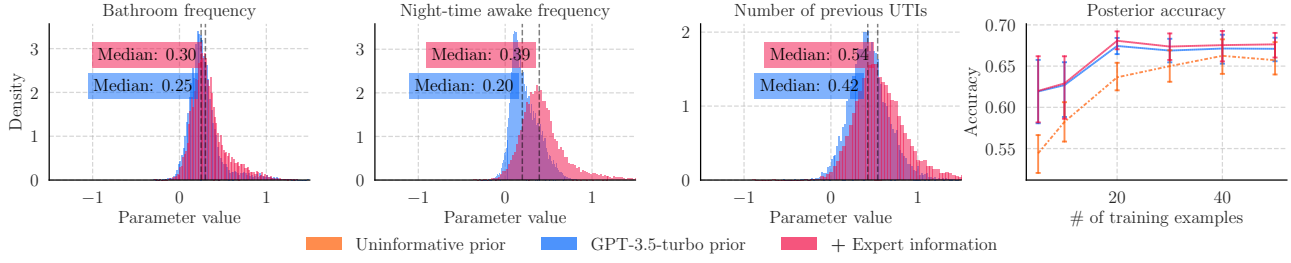 Bathroom frequency
Density
3
2
1
0
Median: 0.30
Median: 0.25
−1
0
1
Parameter value
Night-time awake frequency
3
2
1
0
Median: 0.39
Median: 0.20
−1
0
1
Parameter value
Number of previous UTIs
2
1
0
Median: 0.54
Median: 0.42
−1
0
1
Parameter value
Posterior accuracy
Accuracy
0.70
0.65
0.60
0.55
20
40
# of training examples
Uninformative prior
GPT-3.5-turbo prior
+ Expert information